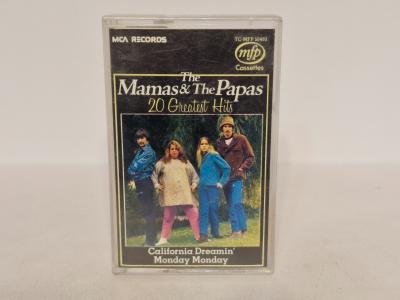 MCA RECORDS
mfp
Cassettes
The
Mamas & The Papas
20 Greatest Hits
California Dreamin'
Monday Monday